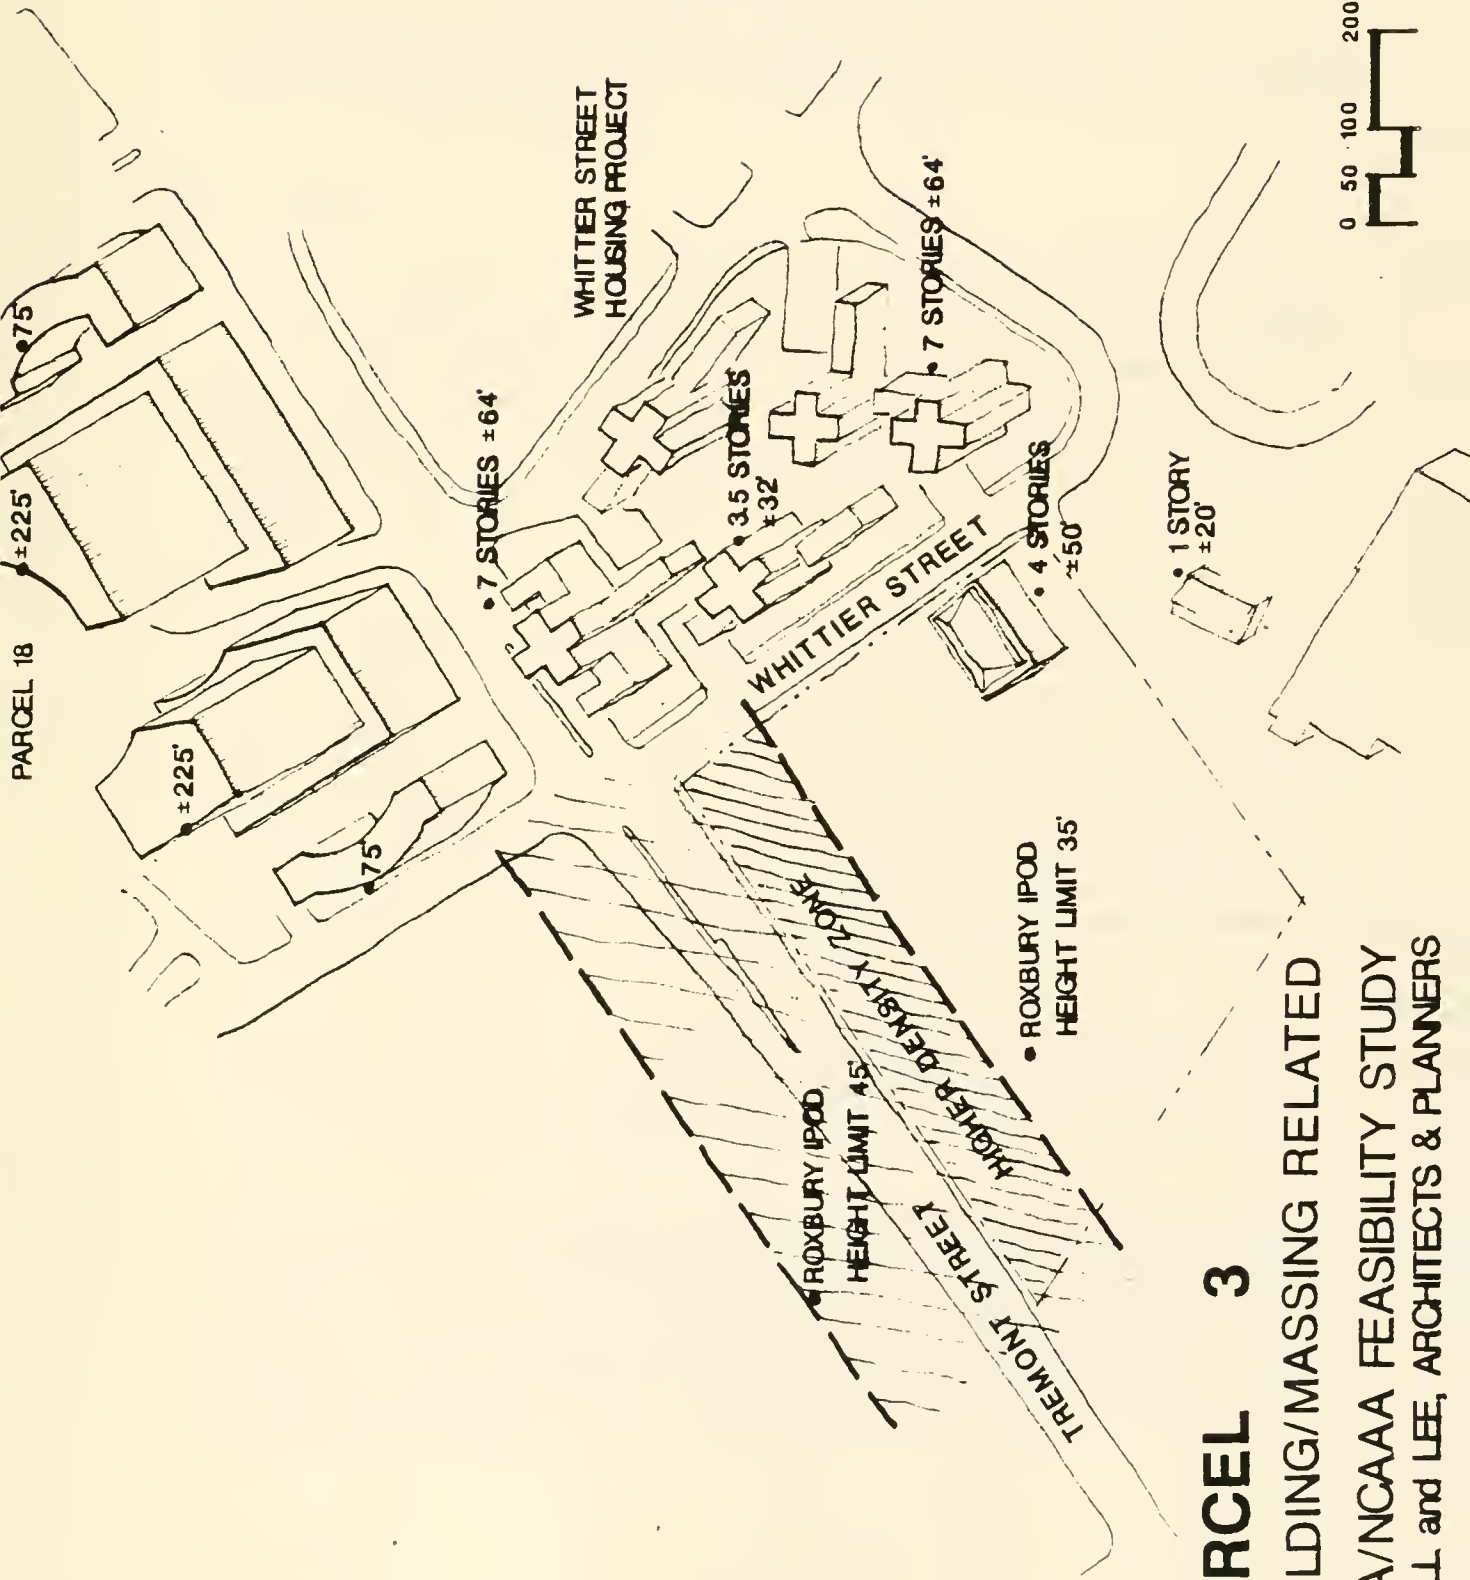 PARCEL 18
±225'
75'
±225'
75'
WHITTIER STREET
HOUSING PROJECT
7 STORIES ±64'
3.5 STORIES
±32'
7 STORIES ±64'
WHITTIER STREET
4 STORIES
±50'
1 STORY
±20'
HIGHER DENSITY ZONE
ROXBURY IPOD
HEIGHT LIMIT 45'
ROXBURY IPOD
HEIGHT LIMIT 35'
TREMONT STREET
0 50 100 200
RCEL 3
LDING/MASSING RELATED
A/NCAAA FEASIBILITY STUDY
LL and LEE, ARCHITECTS & PLANNERS